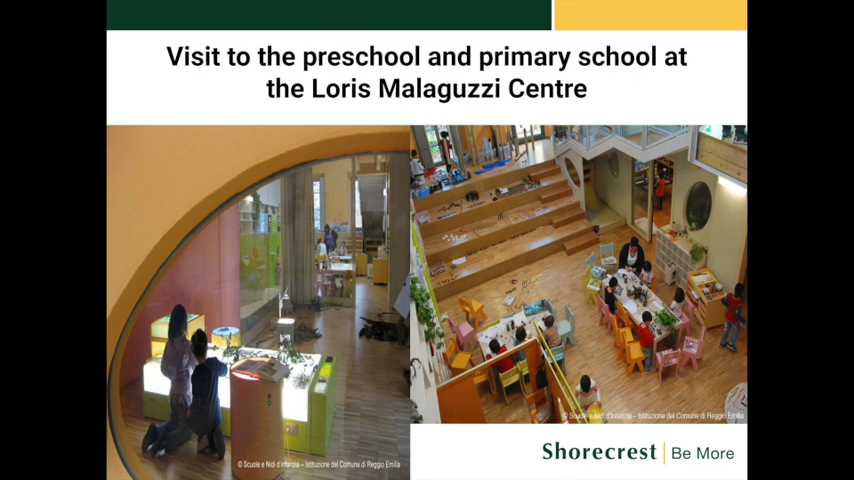 Visit to the preschool and primary school at
the Loris Malaguzzi Centre
© Scuole e Nidi d'infanzia – Istituzione del Comune di Reggio Emilia
© Scuole e Nidi d'infanzia – Istituzione del Comune di Reggio Emilia
Shorecrest | Be More